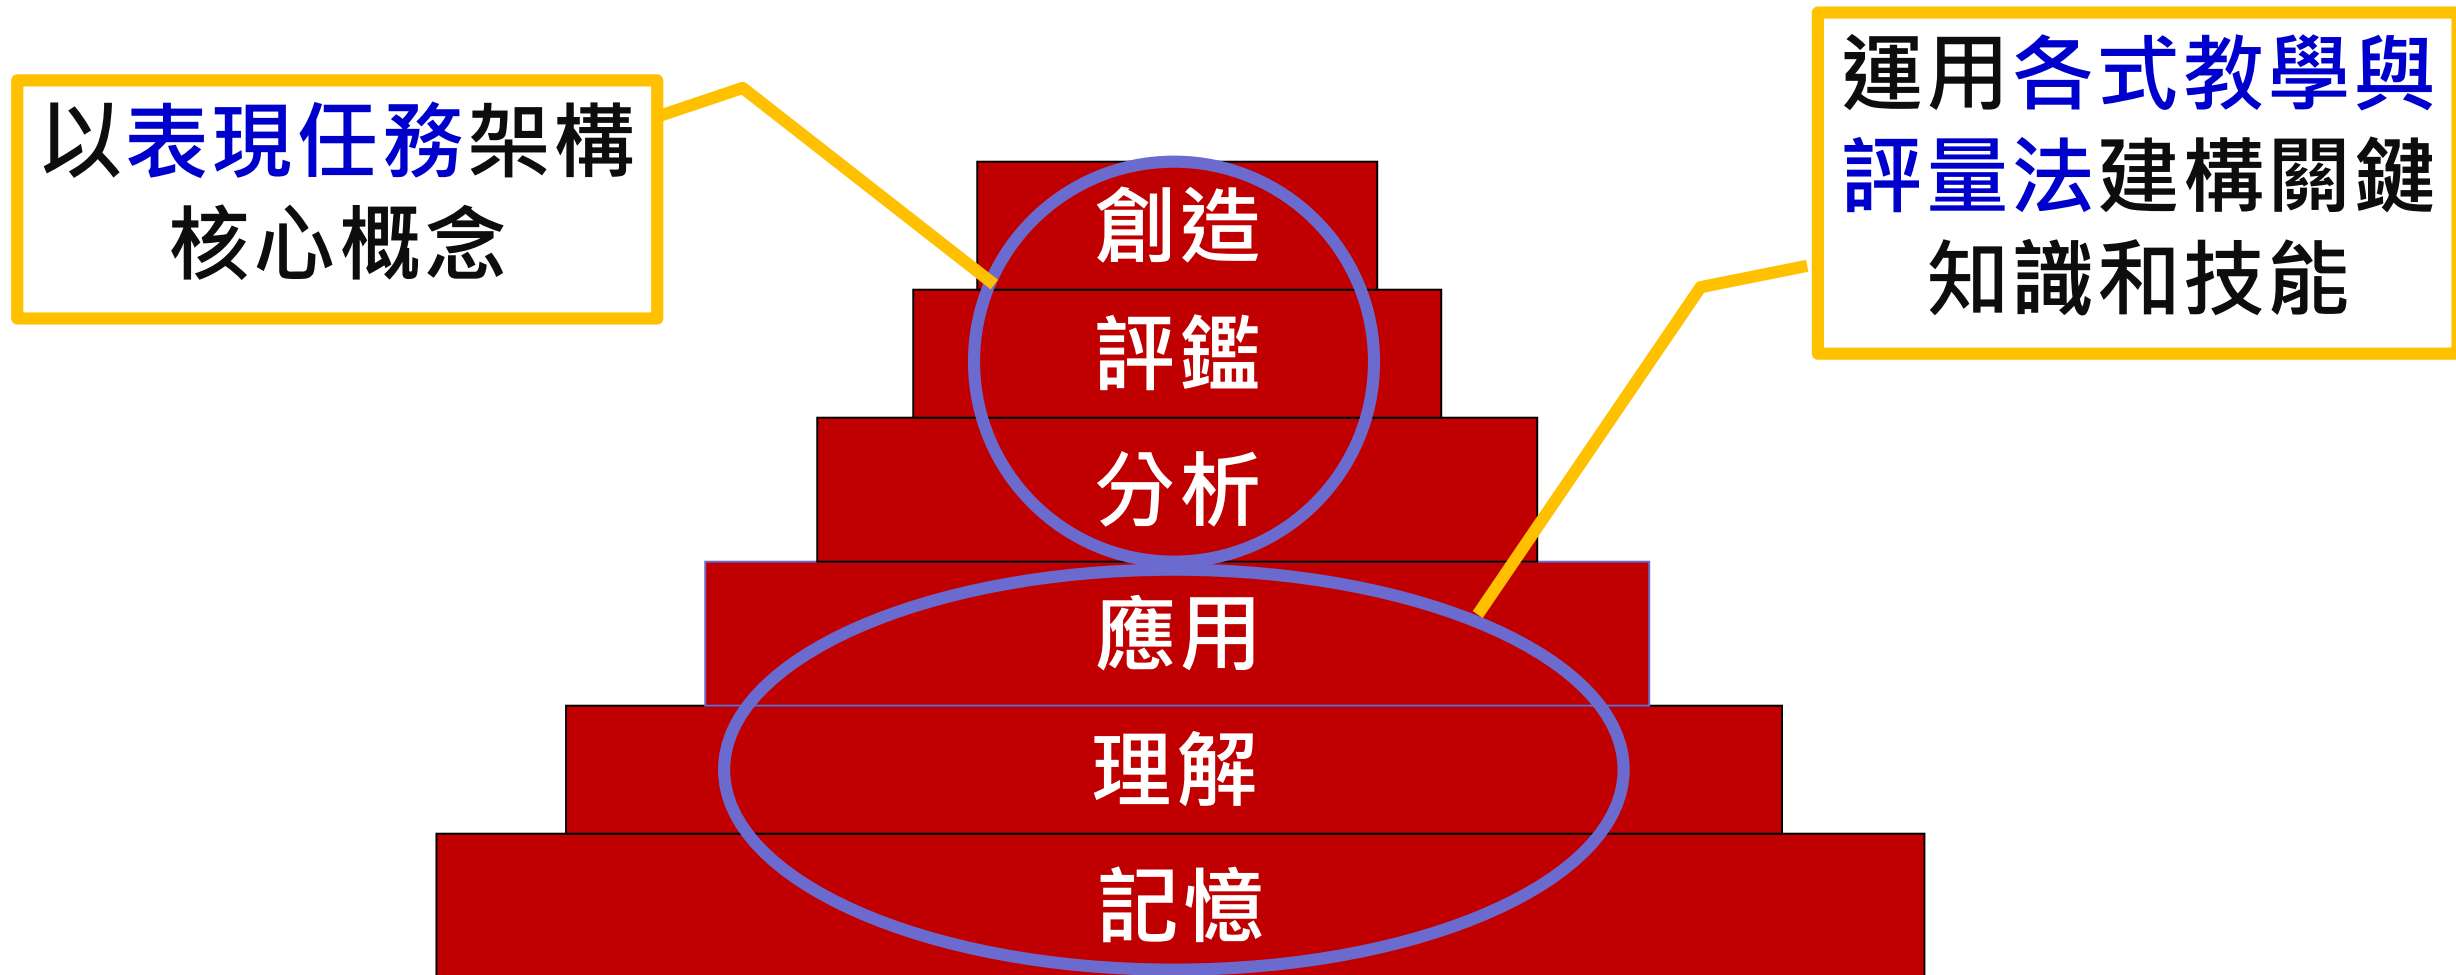 以表現任務架構
核心概念
運用各式教學與
評量法建構關鍵
知識和技能
創造
評鑑
分析
應用
理解
記憶